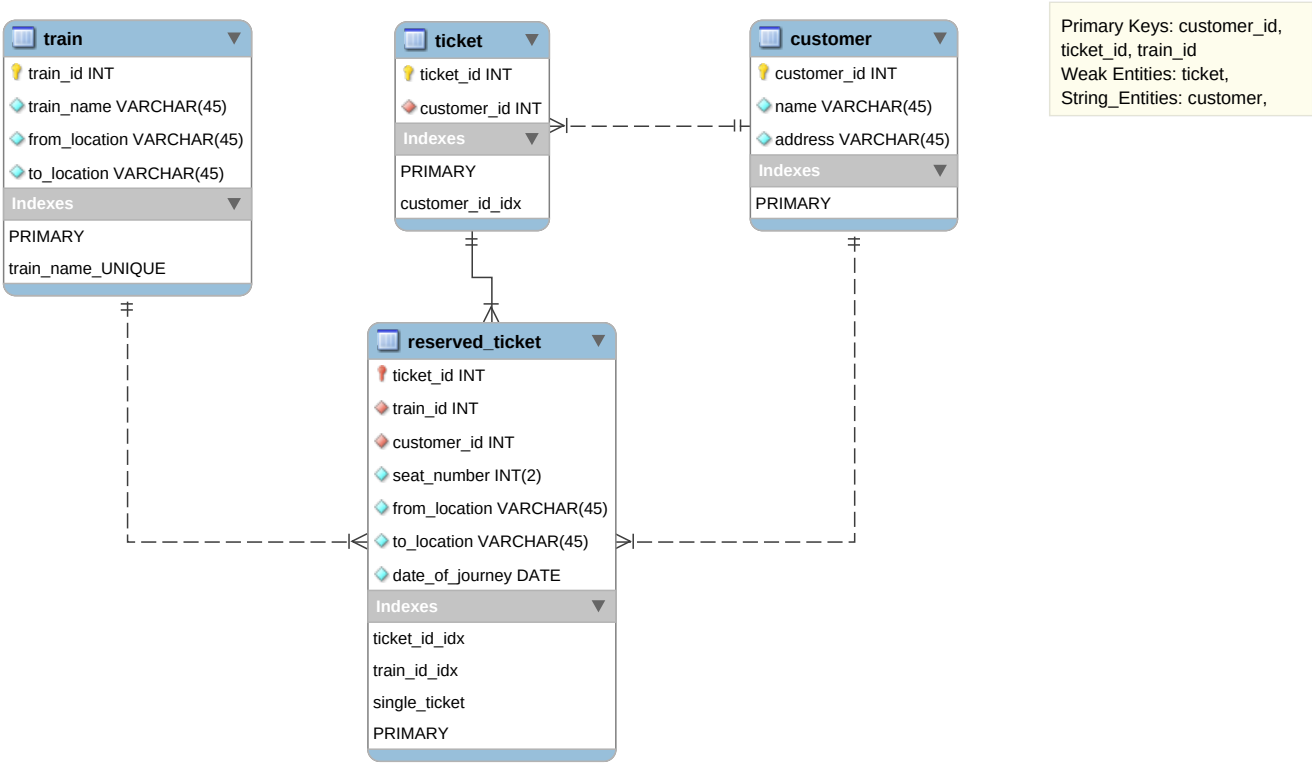 train
train_id INT
train_name VARCHAR(45)
from_location VARCHAR(45)
to_location VARCHAR(45)
Indexes
PRIMARY
train_name_UNIQUE
ticket
ticket_id INT
customer_id INT
Indexes
PRIMARY
customer_id_idx
customer
customer_id INT
name VARCHAR(45)
address VARCHAR(45)
Indexes
PRIMARY
Primary Keys: customer_id,
ticket_id, train_id
Weak Entities: ticket,
String_Entities: customer,
reserved_ticket
ticket_id INT
train_id INT
customer_id INT
seat_number INT(2)
from_location VARCHAR(45)
to_location VARCHAR(45)
date_of_journey DATE
Indexes
ticket_id_idx
train_id_idx
single_ticket
PRIMARY